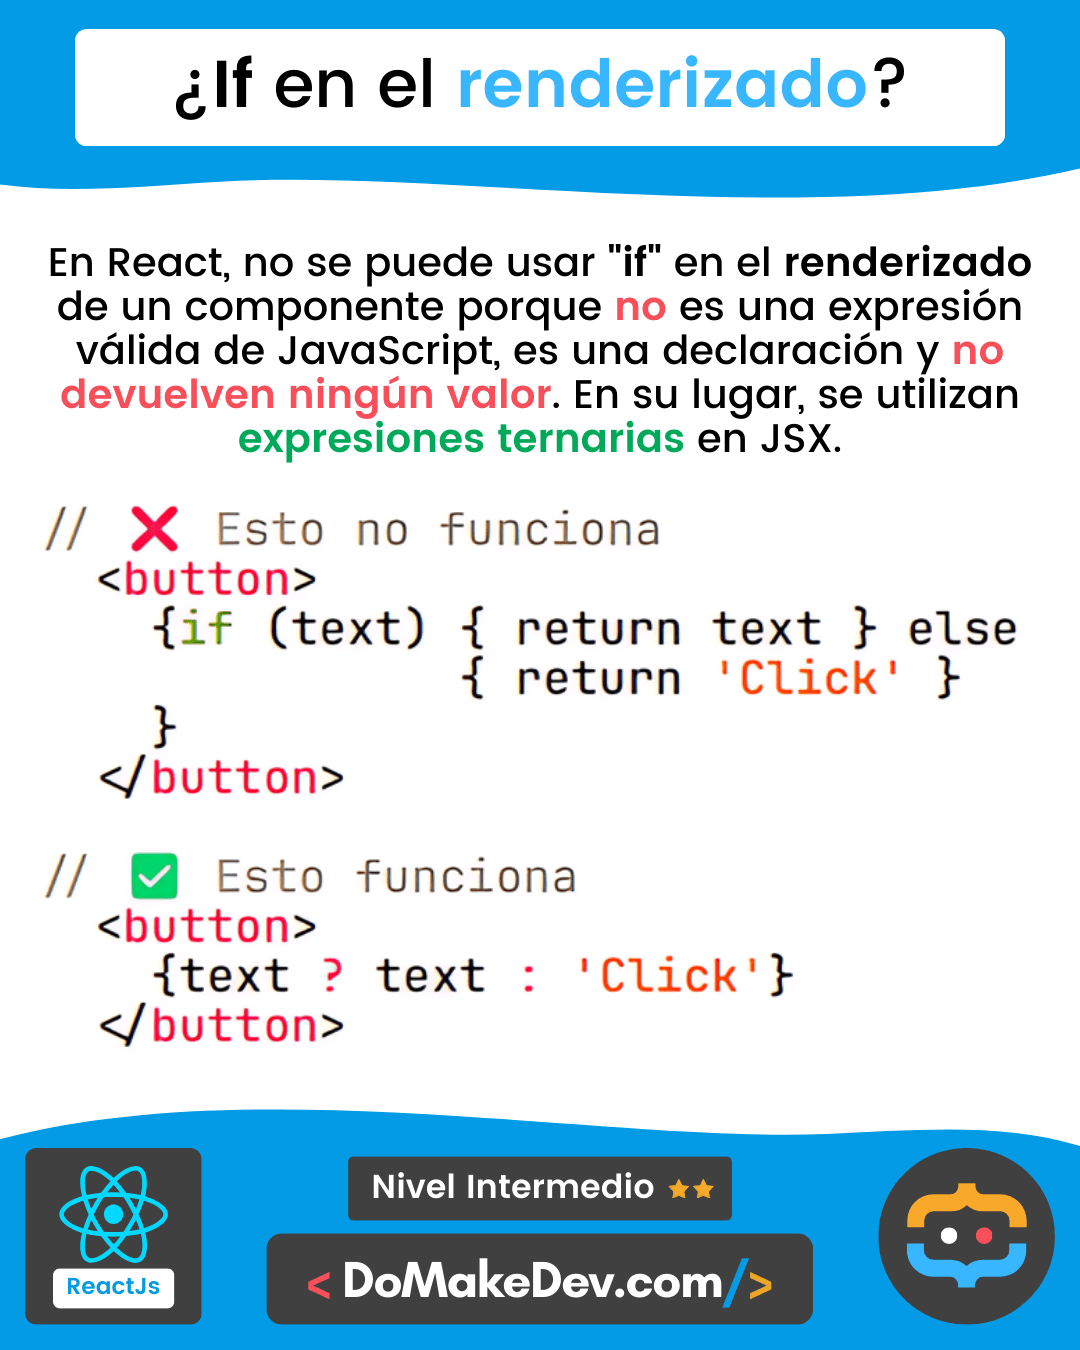 ¿If en el renderizado?
En React, no se puede usar "if" en el renderizado
de un componente porque no es una expresión
válida de JavaScript, es una declaración y no
devuelven ningún valor. En su lugar, se utilizan
expresiones ternarias en JSX.
// ❌ Esto no funciona
<button>
{if (text) { return text } else
{ return 'Click' }
}
</button>
// ✅ Esto funciona
<button>
{text ? text : 'Click'}
</button>
Nivel Intermedio ⭐⭐
ReactJs
< DoMakeDev.com/>